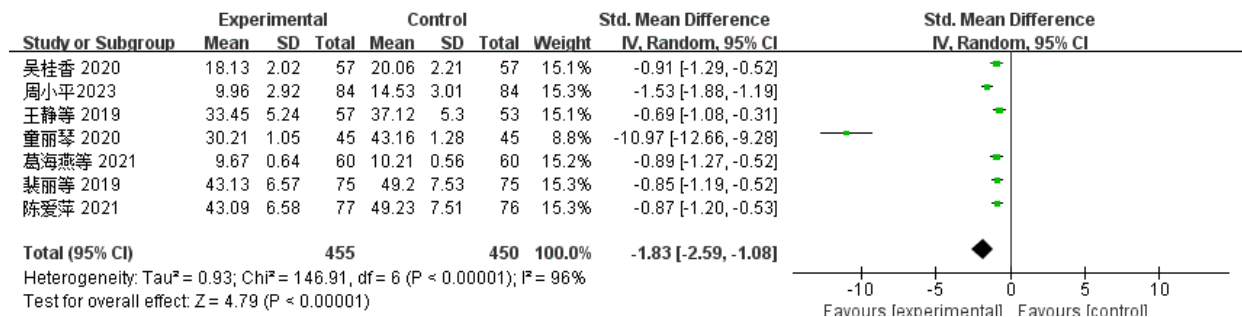 Experimental Control Std. Mean Difference Std. Mean Difference
Study or Subgroup Mean SD Total Mean SD Total Weight IV, Random, 95% CI IV, Random, 95% CI
吴桂香 2020 18.13 2.02 57 20.06 2.21 57 15.1% -0.91 [-1.29, -0.52]
周小平2023 9.96 2.92 84 14.53 3.01 84 15.3% -1.53 [-1.88, -1.19]
王静等 2019 33.45 5.24 57 37.12 5.3 53 15.1% -0.69 [-1.08, -0.31]
童丽琴 2020 30.21 1.05 45 43.16 1.28 45 8.8% -10.97 [-12.66, -9.28]
葛海燕等 2021 9.67 0.64 60 10.21 0.56 60 15.2% -0.89 [-1.27, -0.52]
裴丽等 2019 43.13 6.57 75 49.2 7.53 75 15.3% -0.85 [-1.19, -0.52]
陈爱萍 2021 43.09 6.58 77 49.23 7.51 76 15.3% -0.87 [-1.20, -0.53]
Total (95% CI) 455 450 100.0% -1.83 [-2.59, -1.08]
Heterogeneity: Tau² = 0.93; Chi² = 146.91, df = 6 (P < 0.00001); I² = 96%
Test for overall effect: Z = 4.79 (P < 0.00001)
-10 -5 0 5 10
Favours [experimental] Favours [control]